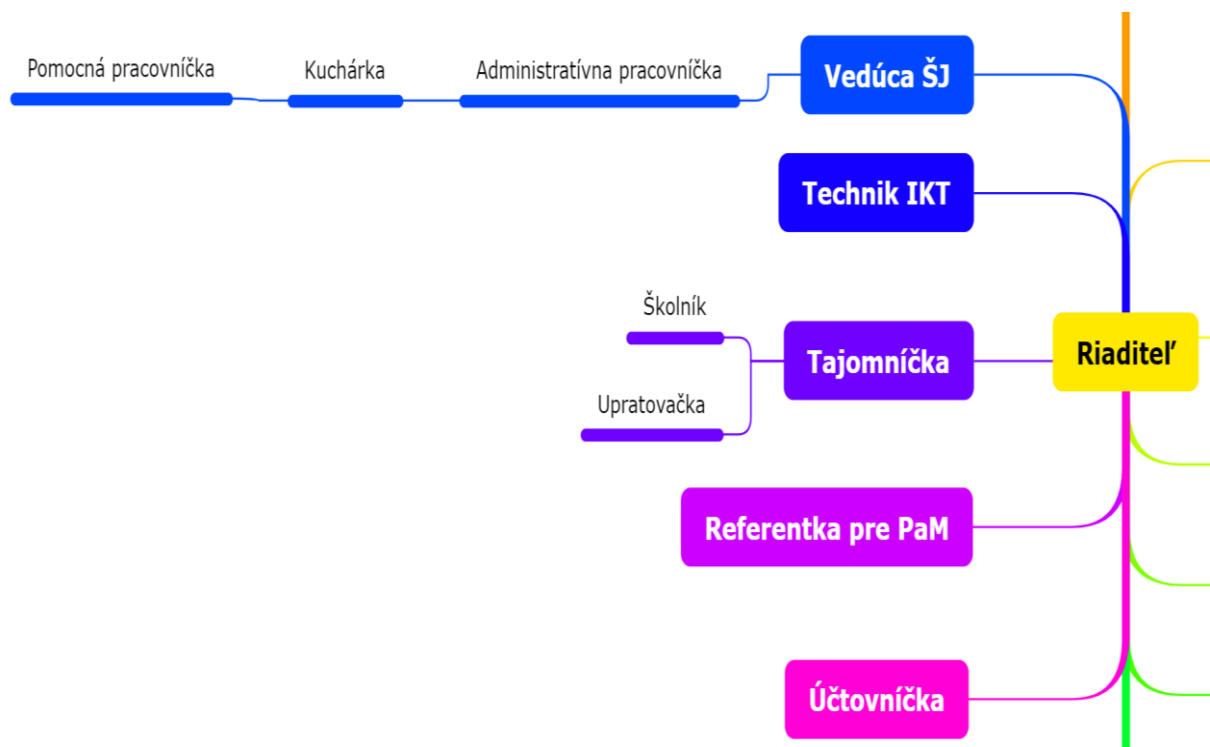 Pomocná pracovníčka
Kuchárka
Administratívna pracovníčka
Vedúca ŠJ
Technik IKT
Školník
Tajomníčka
Riaditeľ
Upratovačka
Referentka pre PaM
Účtovníčka